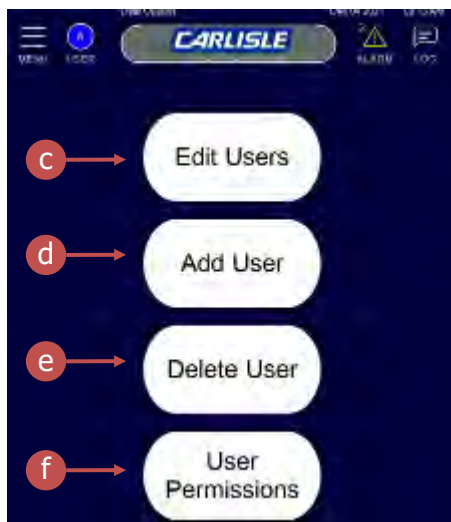 MENU
A
USER
CARLISLE
ALARM
LOG
c
Edit Users
d
Add User
e
Delete User
f
User
Permissions